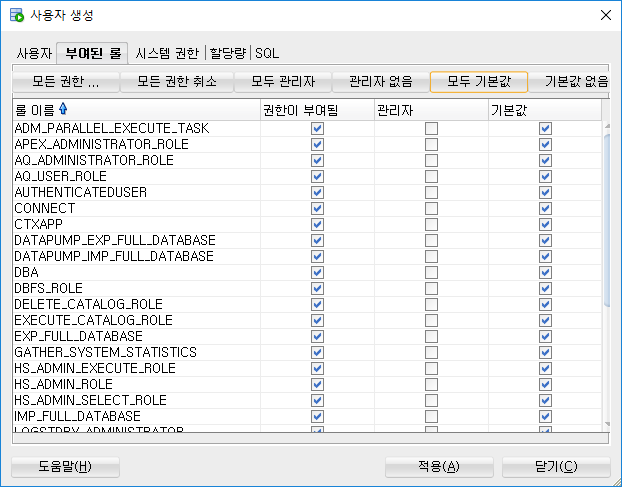 사용자 생성
사용자 부여된 롤 시스템 권한 할당량 SQL
모든 권한 ... 모든 권한 취소 모두 관리자 관리자 없음 모두 기본값 기본값 없음
롤 이름 권한이 부여됨 관리자 기본값
ADM_PARALLEL_EXECUTE_TASK
APEX_ADMINISTRATOR_ROLE
AQ_ADMINISTRATOR_ROLE
AQ_USER_ROLE
AUTHENTICATEDUSER
CONNECT
CTXAPP
DATAPUMP_EXP_FULL_DATABASE
DATAPUMP_IMP_FULL_DATABASE
DBA
DBFS_ROLE
DELETE_CATALOG_ROLE
EXECUTE_CATALOG_ROLE
EXP_FULL_DATABASE
GATHER_SYSTEM_STATISTICS
HS_ADMIN_EXECUTE_ROLE
HS_ADMIN_ROLE
HS_ADMIN_SELECT_ROLE
IMP_FULL_DATABASE
LOGSTDBY_ADMINISTRATOR
도움말(H) 적용(A) 닫기(C)